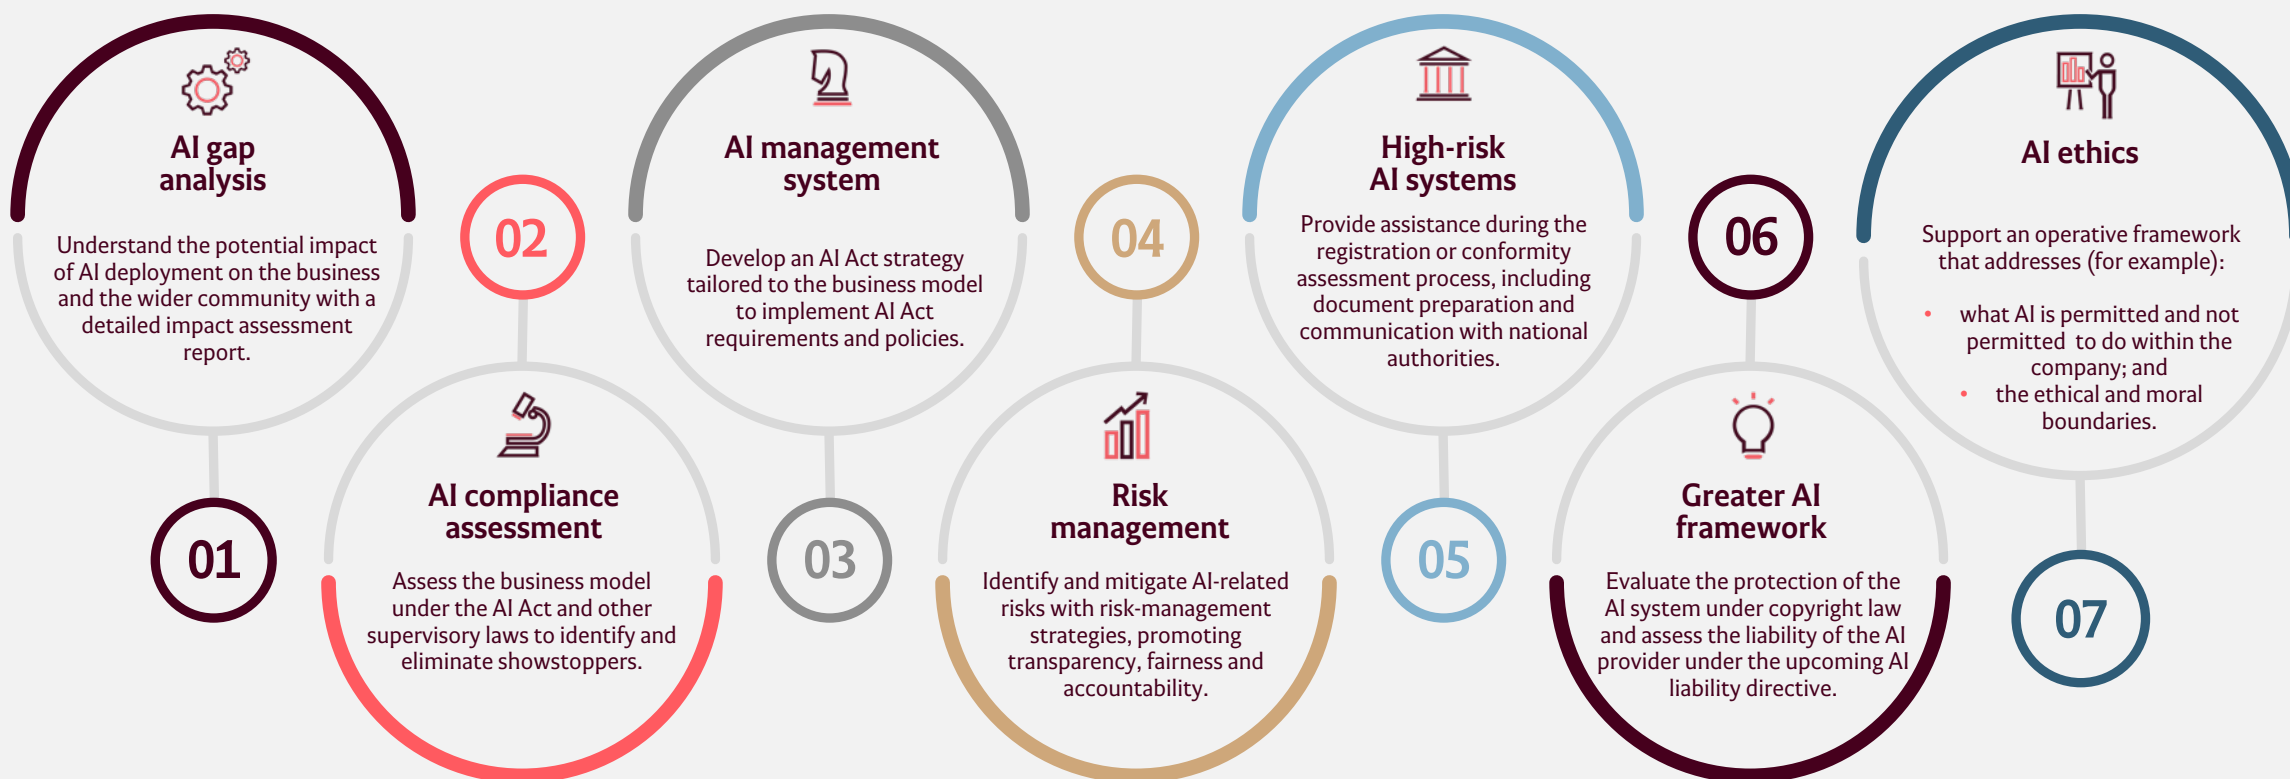 AI gap
analysis
Understand the potential impact
of AI deployment on the business
and the wider community with a
detailed impact assessment
report.
01
02
AI compliance
assessment
Assess the business model
under the AI Act and other
supervisory laws to identify and
eliminate showstoppers.
AI management
system
Develop an AI Act strategy
tailored to the business model
to implement AI Act
requirements and policies.
03
04
Risk
management
Identify and mitigate AI-related
risks with risk-management
strategies, promoting
transparency, fairness and
accountability.
High-risk
AI systems
Provide assistance during the
registration or conformity
assessment process, including
document preparation and
communication with national
authorities.
05
06
Greater AI
framework
Evaluate the protection of the
AI system under copyright law
and assess the liability of the AI
provider under the upcoming AI
liability directive.
AI ethics
Support an operative framework
that addresses (for example):
• what AI is permitted and not
permitted to do within the
company; and
• the ethical and moral
boundaries.
07